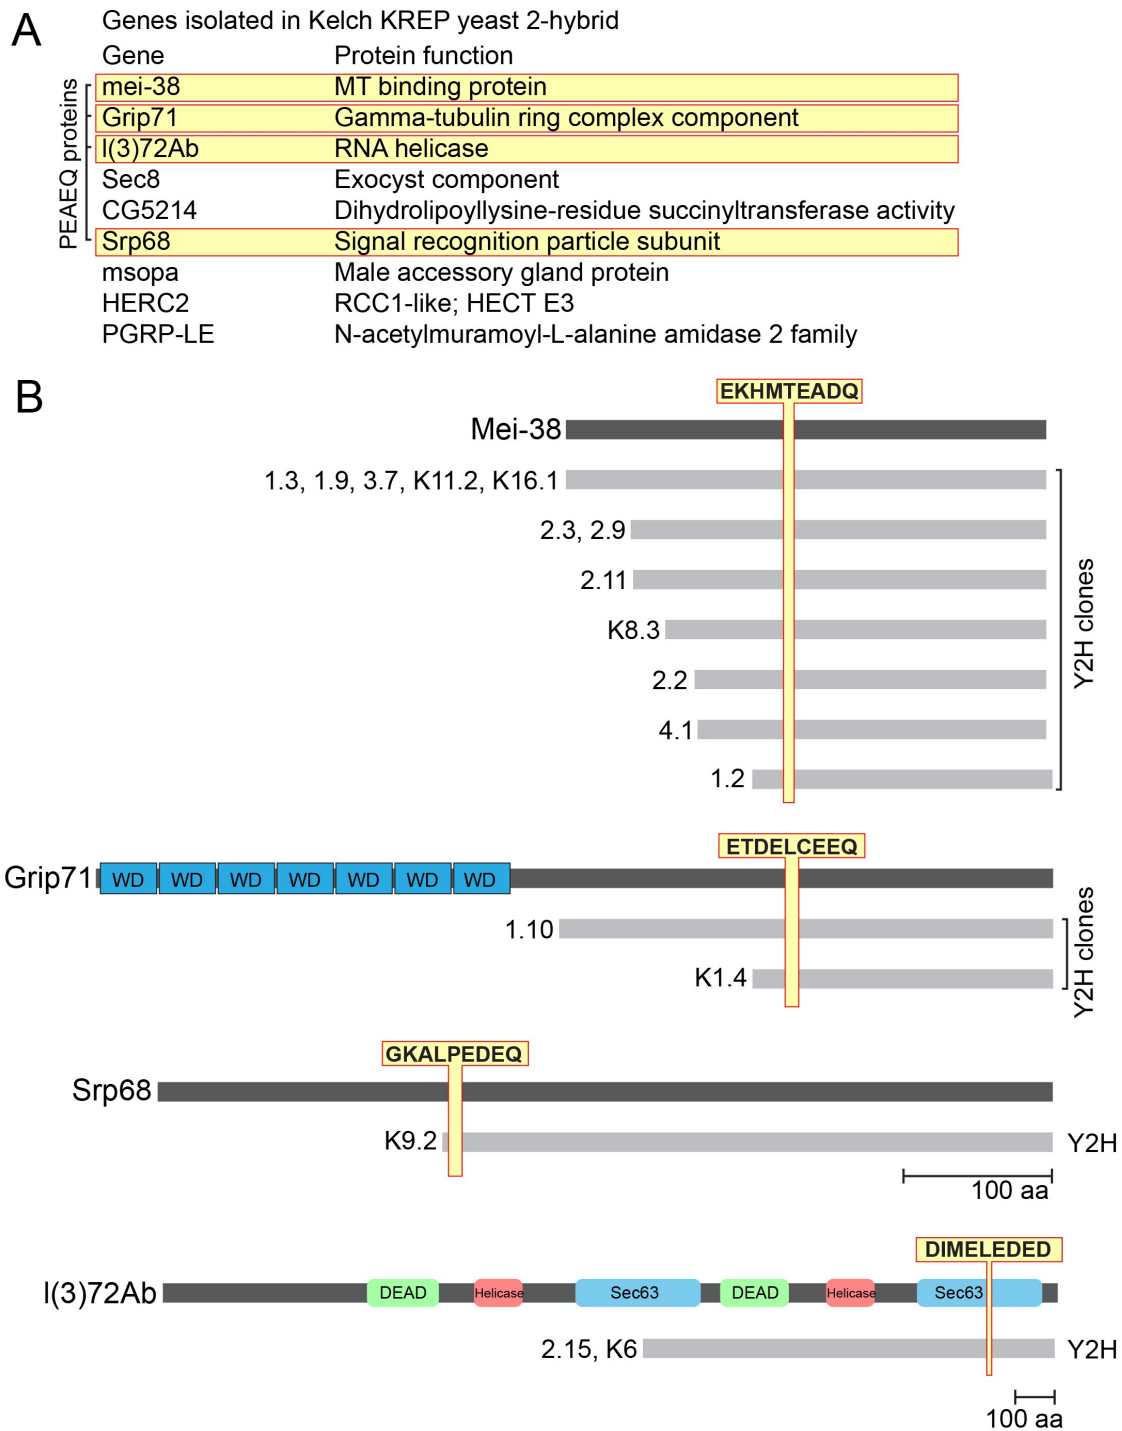 A
Genes isolated in Kelch KREP yeast 2-hybrid
Gene Protein function
PEAEQ proteins
mei-38 MT binding protein
Grip71 Gamma-tubulin ring complex component
l(3)72Ab RNA helicase
Sec8 Exocyst component
CG5214 Dihydrolipoyllysine-residue succinyltransferase activity
Srp68 Signal recognition particle subunit
msopa Male accessory gland protein
HERC2 RCC1-like; HECT E3
PGRP-LE N-acetylmuramoyl-L-alanine amidase 2 family
B
EKHMTEADQ
Mei-38
1.3, 1.9, 3.7, K11.2, K16.1
2.3, 2.9
2.11
K8.3
2.2
4.1
1.2
Y2H clones
ETDELCEEQ
Grip71 WD WD WD WD WD WD WD
1.10
K1.4
Y2H clones
GKALPEDEQ
Srp68
K9.2 Y2H
100 aa
DIMELEDED
l(3)72Ab DEAD Helicase Sec63 DEAD Helicase Sec63
2.15, K6 Y2H
100 aa